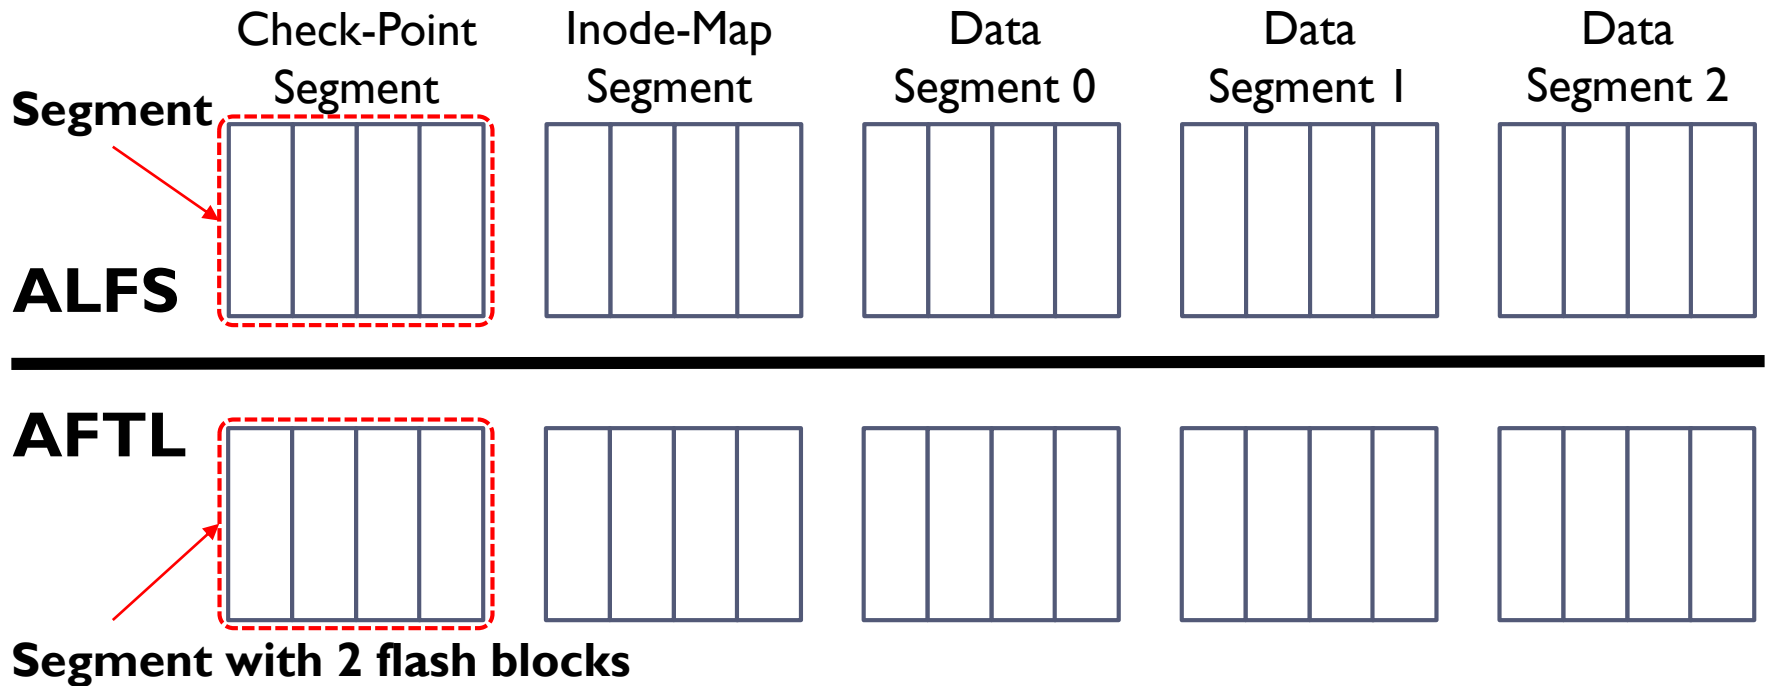 Check-Point
Segment
Inode-Map
Segment
Data
Segment 0
Data
Segment 1
Data
Segment 2
Segment
ALFS
AFTL
Segment with 2 flash blocks